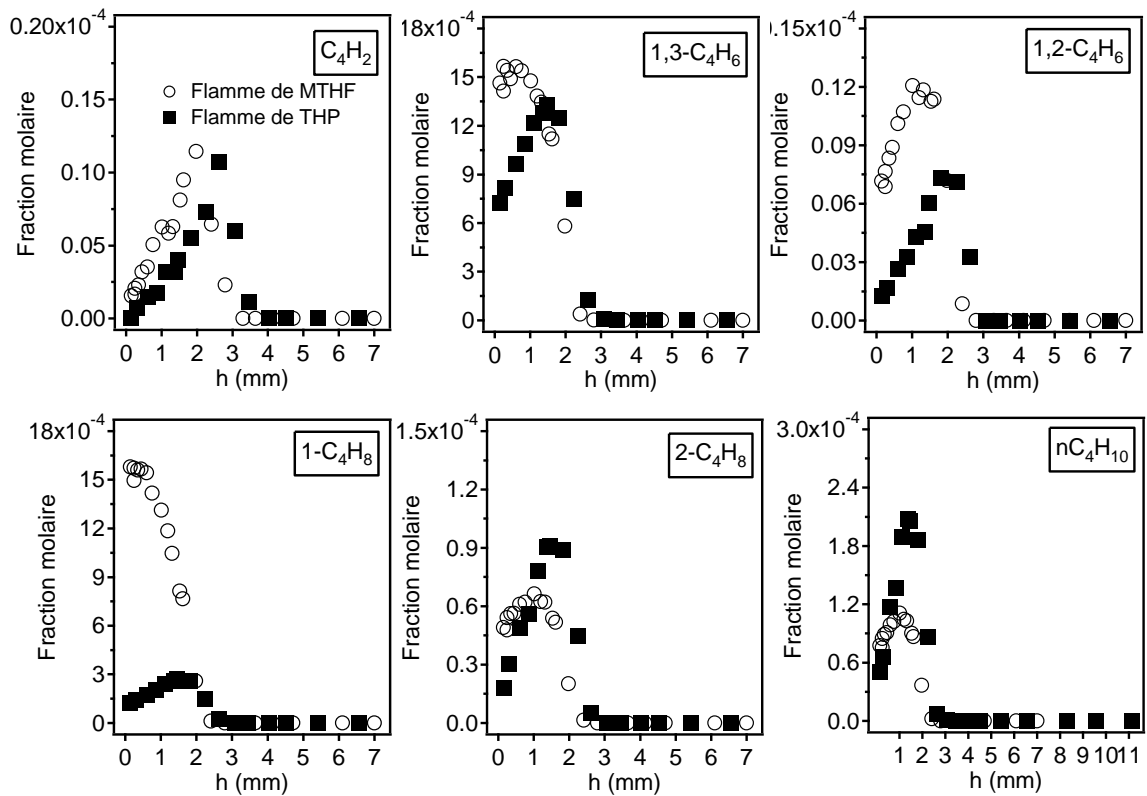 0.20x10⁻⁴
0.15
0.10
0.05
0.00
Fraction molaire
C₄H₂
Flamme de MTHF
Flamme de THP
0 1 2 3 4 5 6 7
h (mm)
18x10⁻⁴
15
12
9
6
3
0
Fraction molaire
1,3-C₄H₆
0 1 2 3 4 5 6 7
h (mm)
0.15x10⁻⁴
0.12
0.09
0.06
0.03
0.00
Fraction molaire
1,2-C₄H₆
0 1 2 3 4 5 6 7
h (mm)
18x10⁻⁴
15
12
9
6
3
0
Fraction molaire
1-C₄H₈
0 1 2 3 4 5 6 7
h (mm)
1.5x10⁻⁴
1.2
0.9
0.6
0.3
0.0
Fraction molaire
2-C₄H₈
0 1 2 3 4 5 6 7
h (mm)
3.0x10⁻⁴
2.4
1.8
1.2
0.6
0.0
Fraction molaire
nC₄H₁₀
1 2 3 4 5 6 7 8 9 10 11
h (mm)